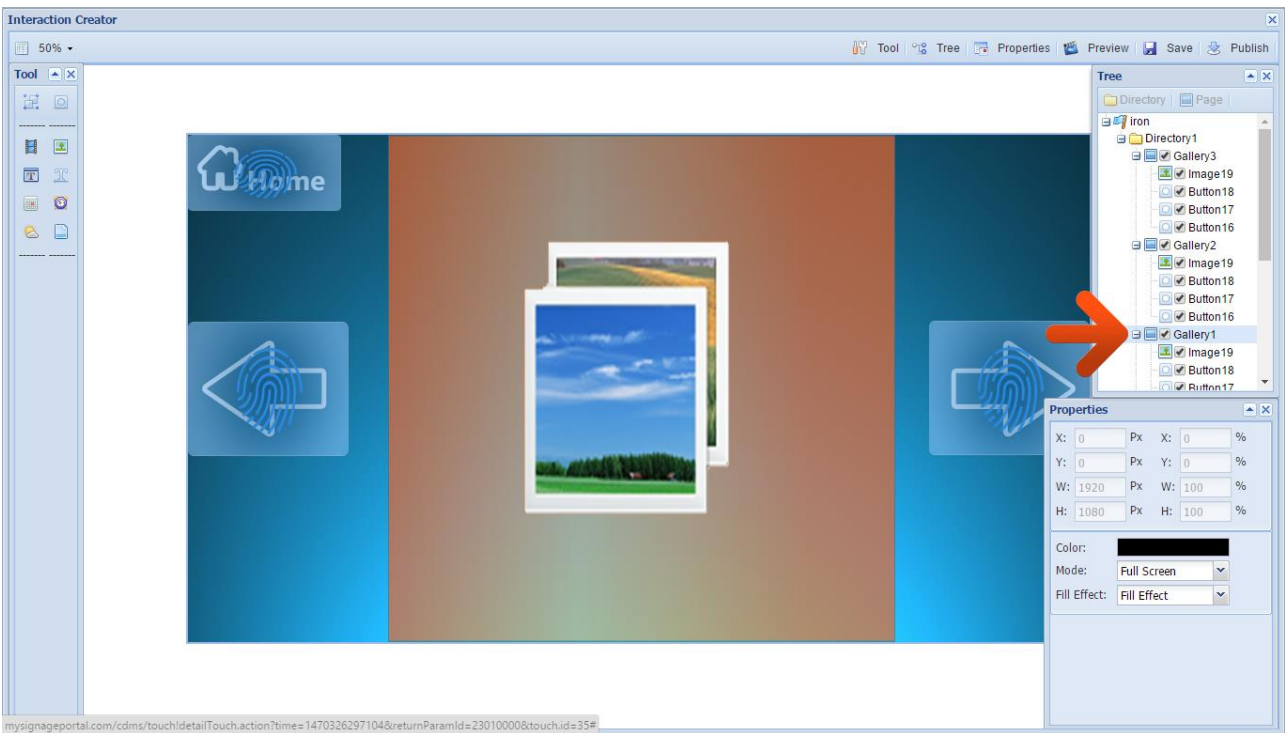 Interaction Creator
50%
Tool Tree Properties Preview Save Publish
Tool
Home
Tree
Directory Page
iron
Directory1
Gallery3
Image19
Button18
Button17
Button16
Gallery2
Image19
Button18
Button17
Button16
Gallery1
Image19
Button18
Button17
Properties
X: 0 Px X: 0 %
Y: 0 Px Y: 0 %
W: 1920 Px W: 100 %
H: 1080 Px H: 100 %
Color:
Mode: Full Screen
Fill Effect: Fill Effect
mysignageportal.com/cdms/touch!detailTouch.action?time=1470326297104&returnParamId=23010000&touch.id=35#